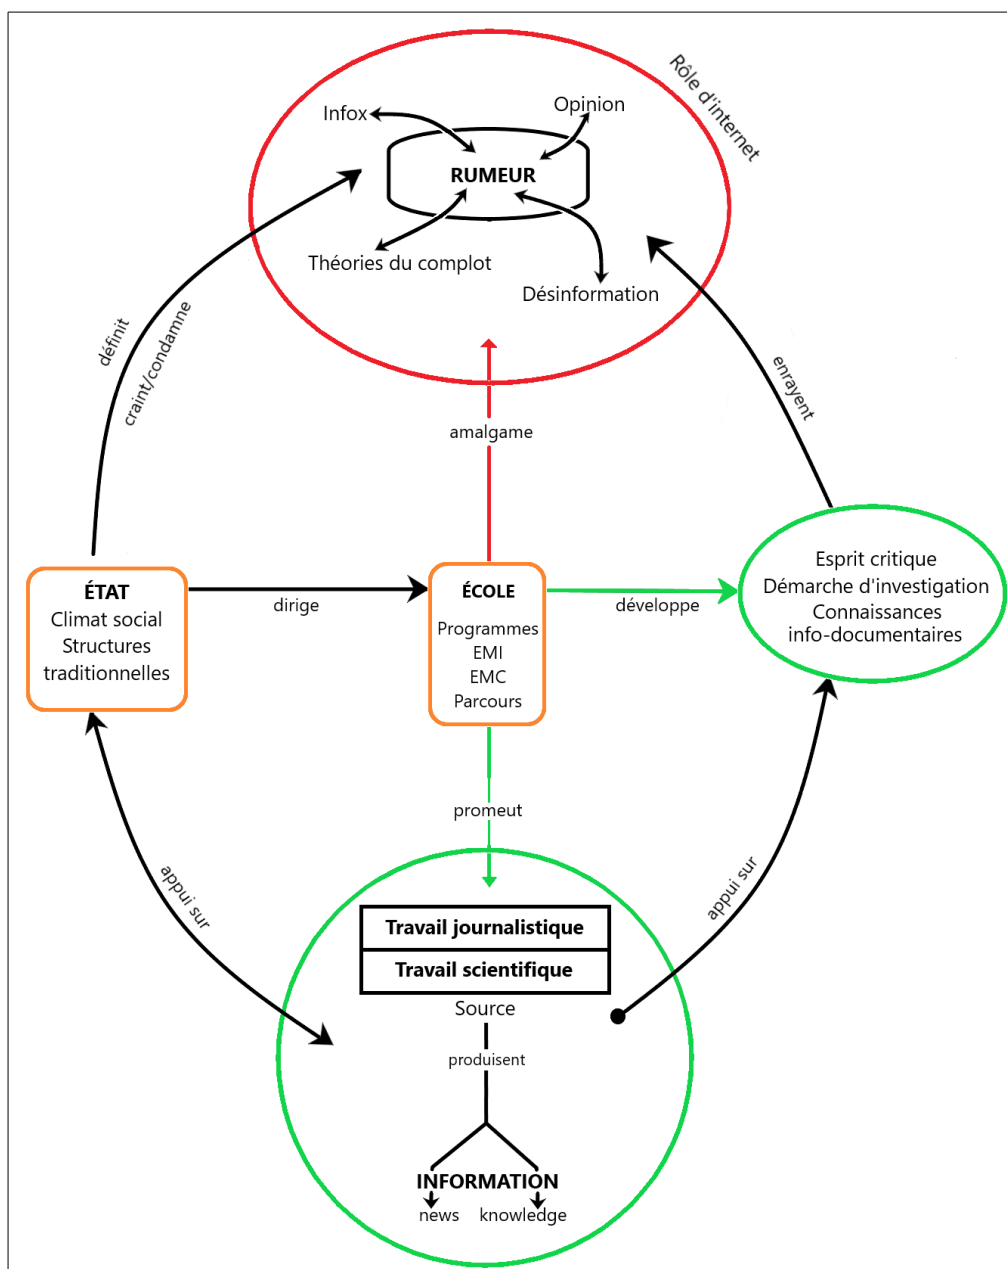 Rôle d'internet
Infox
Opinion
RUMEUR
Théories du complot
Désinformation
définit
craint/condamne
enrayent
amalgame
ÉTAT
Climat social
Structures
traditionnelles
dirige
ÉCOLE
Programmes
EMI
EMC
Parcours
développe
Esprit critique
Démarche d'investigation
Connaissances
info-documentaires
promeut
appui sur
appui sur
Travail journalistique
Travail scientifique
Source
produisent
INFORMATION
news
knowledge